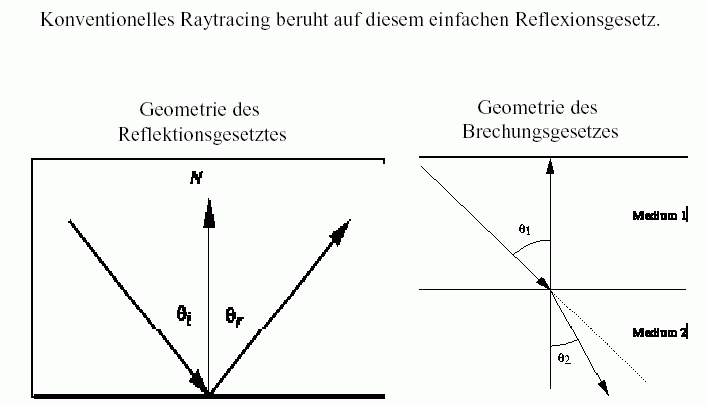 Konventionelles Raytracing beruht auf diesem einfachen Reflexionsgesetz.
Geometrie des
Reflektionsgesetztes
N
θi
θr
Geometrie des
Brechungsgesetzes
θ1
Medium 1
Medium 2
θ2